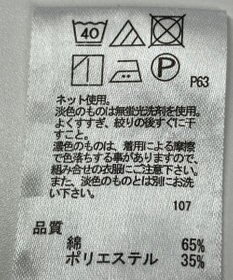 40
P
P63
ネット使用。
淡色のものは無蛍光洗剤を使用。
よくすすぎ、絞りの後すぐに干
すこと。
濃色のものは、着用による摩擦
で色落ちする事がありますので、
組み合せの衣服にご注意下さい。
また、淡色のものとは別にお洗
い下さい。
107
品質
綿 65%
ポリエステル 35%